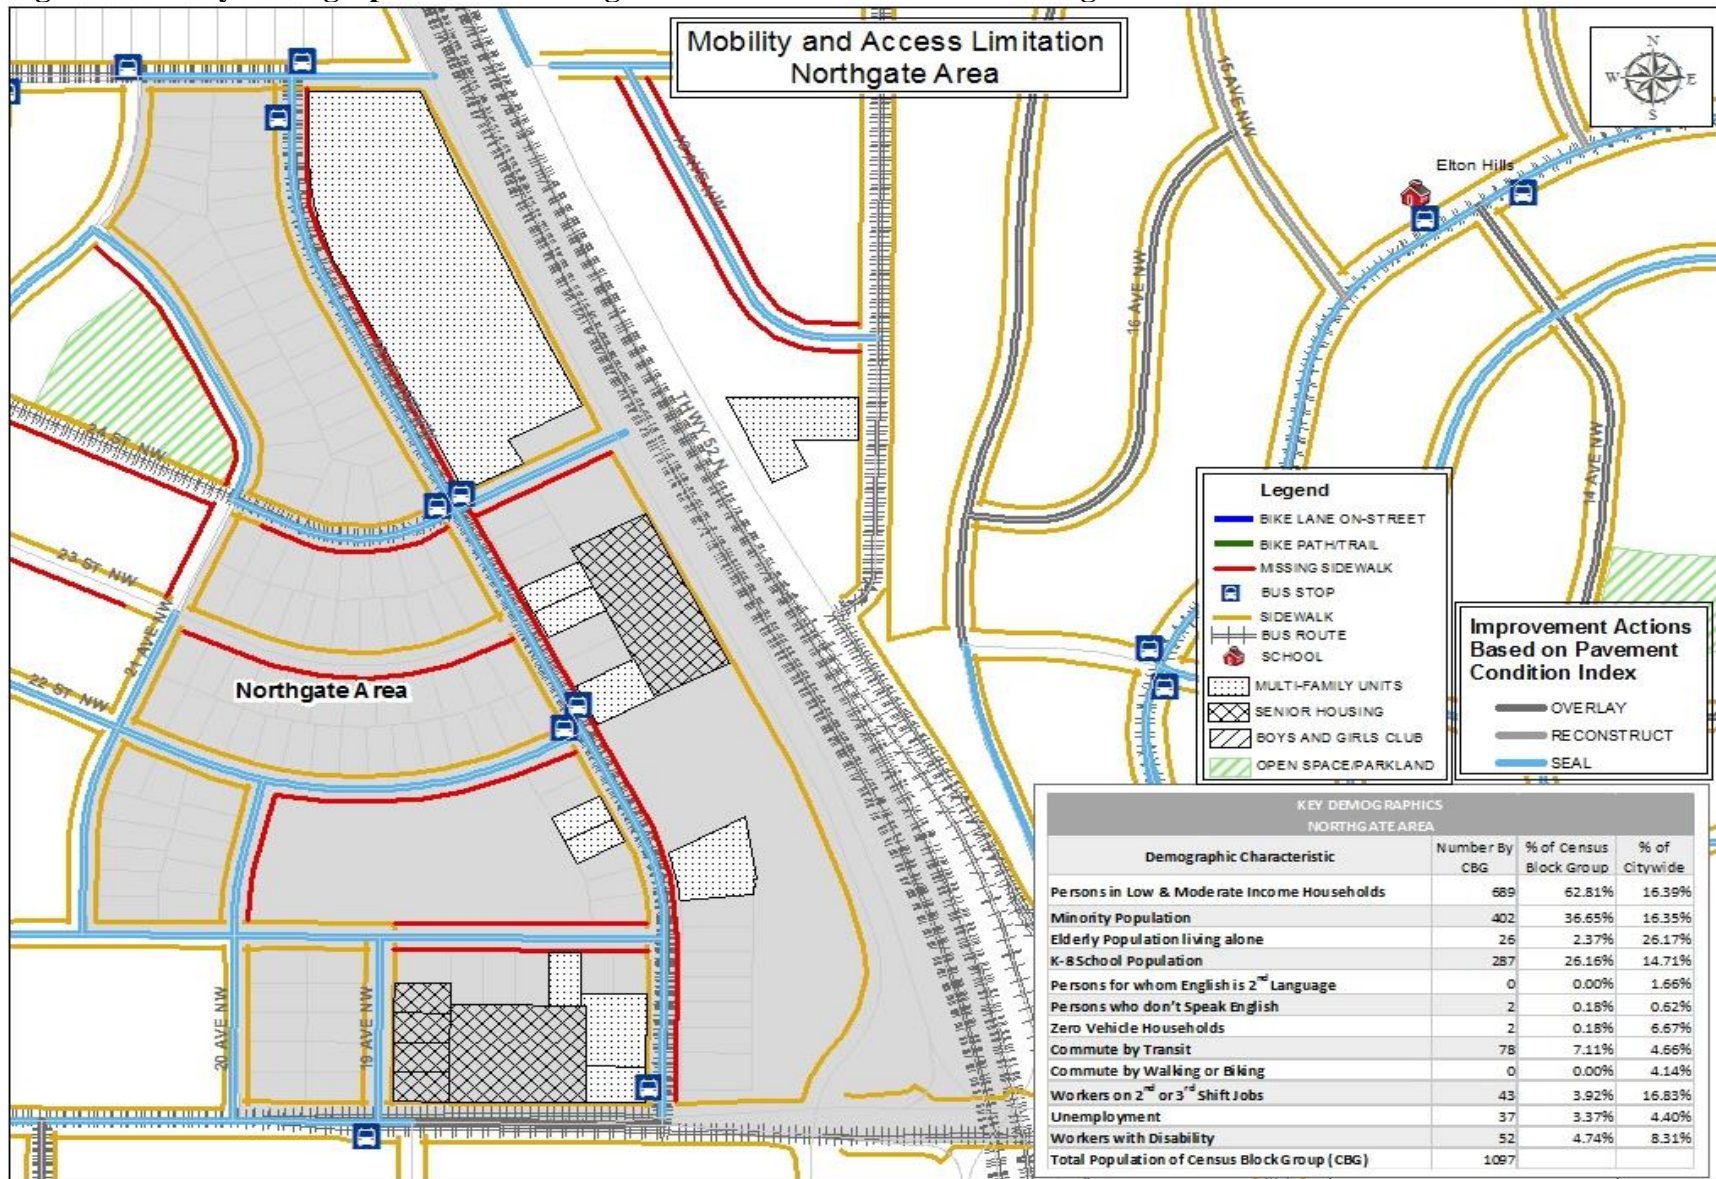 Mobility and Access Limitation
Northgate Area
N
W
E
S
15 AVE NW
Elton Hills
16 AVE NW
THWY 52 N
24 ST NW
14 AVE NW
23 ST NW
21 AVE NW
22 ST NW
Northgate Area
20 AVE NW
19 AVE NW
Legend
BIKE LANE ON-STREET
BIKE PATH/TRAIL
MISSING SIDEWALK
BUS STOP
SIDEWALK
BUS ROUTE
SCHOOL
MULTI-FAMILY UNITS
SENIOR HOUSING
BOYS AND GIRLS CLUB
OPEN SPACE/PARKLAND
Improvement Actions
Based on Pavement
Condition Index
OVERLAY
RECONSTRUCT
SEAL
KEY DEMOGRAPHICS
NORTHGATE AREA
Demographic Characteristic Number By CBG % of Census Block Group % of Citywide
Persons in Low & Moderate Income Households 689 62.81% 16.39%
Minority Population 402 36.65% 16.35%
Elderly Population living alone 26 2.37% 26.17%
K-8 School Population 287 26.16% 14.71%
Persons for whom English is 2nd Language 0 0.00% 1.66%
Persons who don't Speak English 2 0.18% 0.62%
Zero Vehicle Households 2 0.18% 6.67%
Commute by Transit 78 7.11% 4.66%
Commute by Walking or Biking 0 0.00% 4.14%
Workers on 2nd or 3rd Shift Jobs 43 3.92% 16.83%
Unemployment 37 3.37% 4.40%
Workers with Disability 52 4.74% 8.31%
Total Population of Census Block Group (CBG) 1097